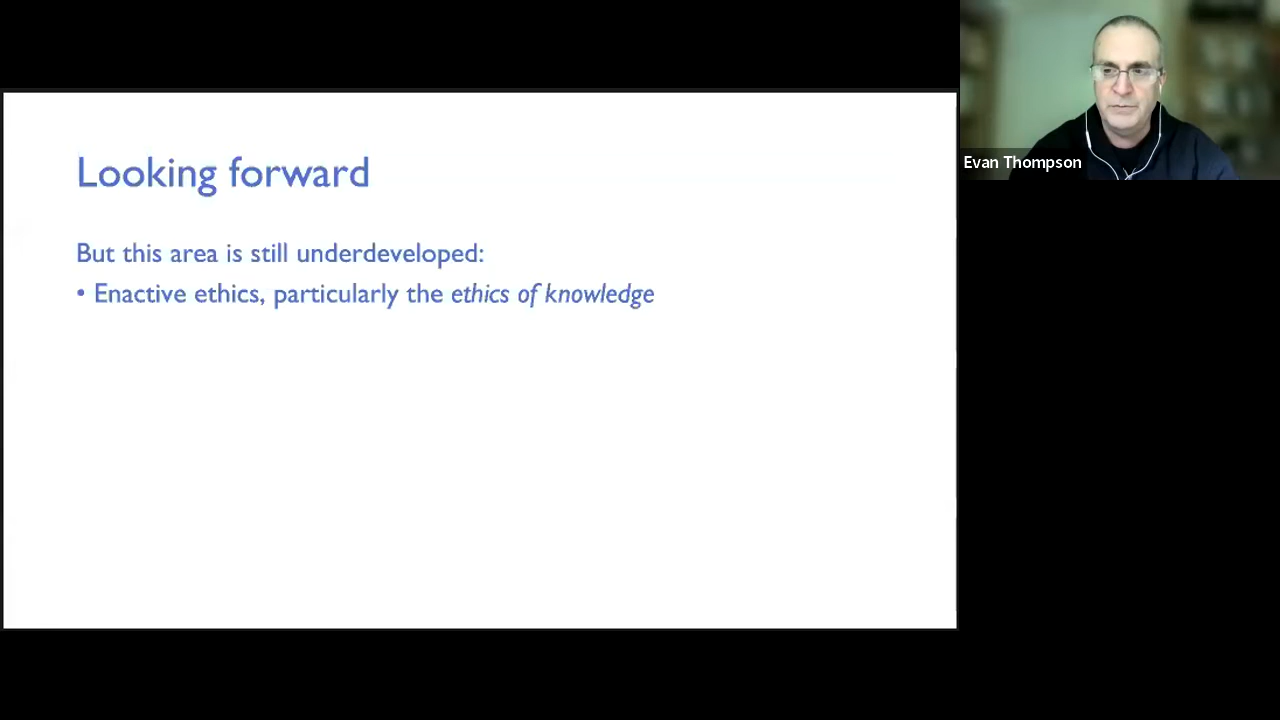 Looking forward
But this area is still underdeveloped:
• Enactive ethics, particularly the ethics of knowledge
Evan Thompson